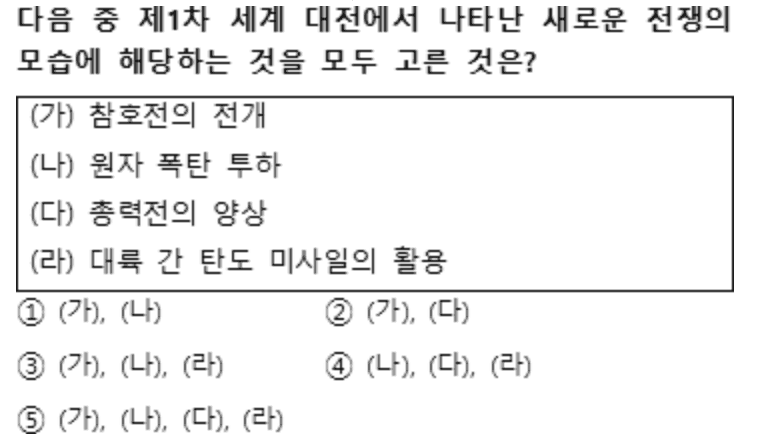 다음 중 제1차 세계 대전에서 나타난 새로운 전쟁의
모습에 해당하는 것을 모두 고른 것은?
(가) 참호전의 전개
(나) 원자 폭탄 투하
(다) 총력전의 양상
(라) 대륙 간 탄도 미사일의 활용
① (가), (나)
② (가), (다)
③ (가), (나), (라)
④ (나), (다), (라)
⑤ (가), (나), (다), (라)